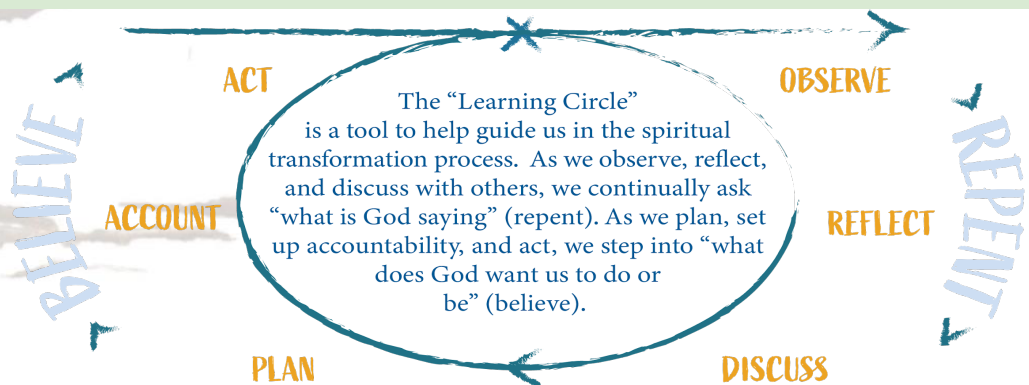 ACT
OBSERVE
BELIEVE
The “Learning Circle”
is a tool to help guide us in the spiritual
transformation process.  As we observe, reflect,
and discuss with others, we continually ask
“what is God saying” (repent). As we plan, set
up accountability, and act, we step into “what
does God want us to do or
be” (believe).
REPENT
ACCOUNT
REFLECT
PLAN
DISCUSS